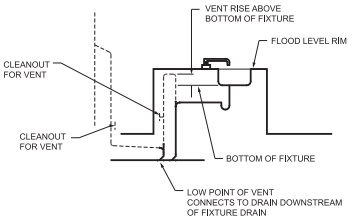 VENT RISE ABOVE
BOTTOM OF FIXTURE
FLOOD LEVEL RIM
CLEANOUT
FOR VENT
CLEANOUT
FOR VENT
BOTTOM OF FIXTURE
LOW POINT OF VENT
CONNECTS TO DRAIN DOWNSTREAM
OF FIXTURE DRAIN